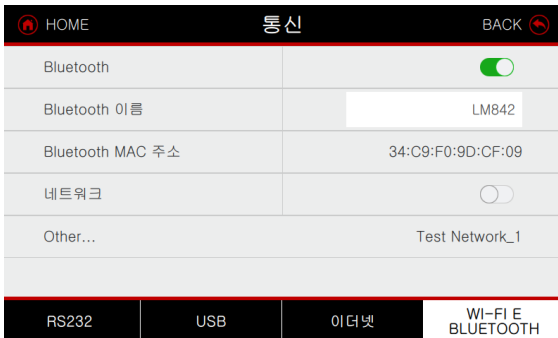 HOME 통신 BACK
Bluetooth
Bluetooth 이름 LM842
Bluetooth MAC 주소 34:C9:F0:9D:CF:09
네트워크
Other... Test Network_1
RS232 USB 이더넷 WI-FI E
BLUETOOTH